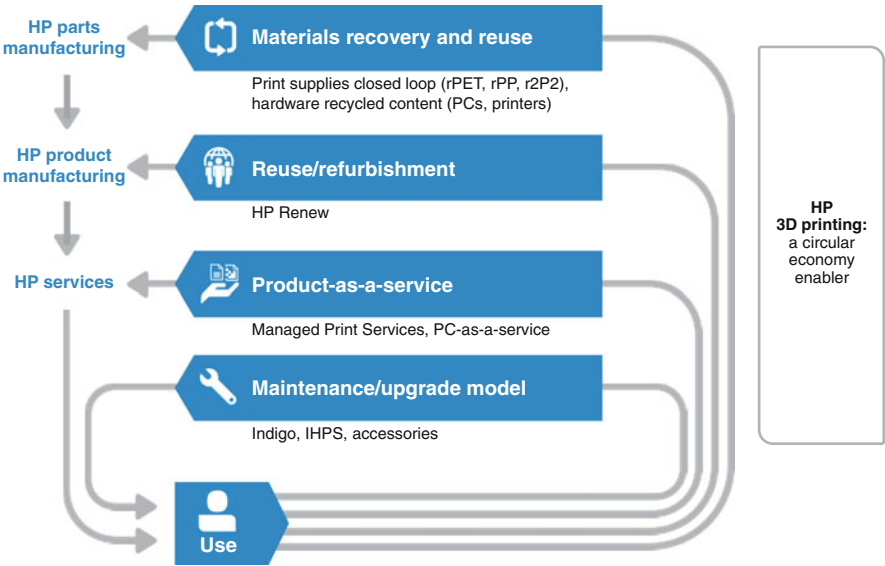 HP parts
manufacturing
Materials recovery and reuse
Print supplies closed loop (rPET, rPP, r2P2),
hardware recycled content (PCs, printers)
HP product
manufacturing
Reuse/refurbishment
HP Renew
HP services
Product-as-a-service
Managed Print Services, PC-as-a-service
Maintenance/upgrade model
Indigo, IHPS, accessories
Use
HP
3D printing:
a circular
economy
enabler